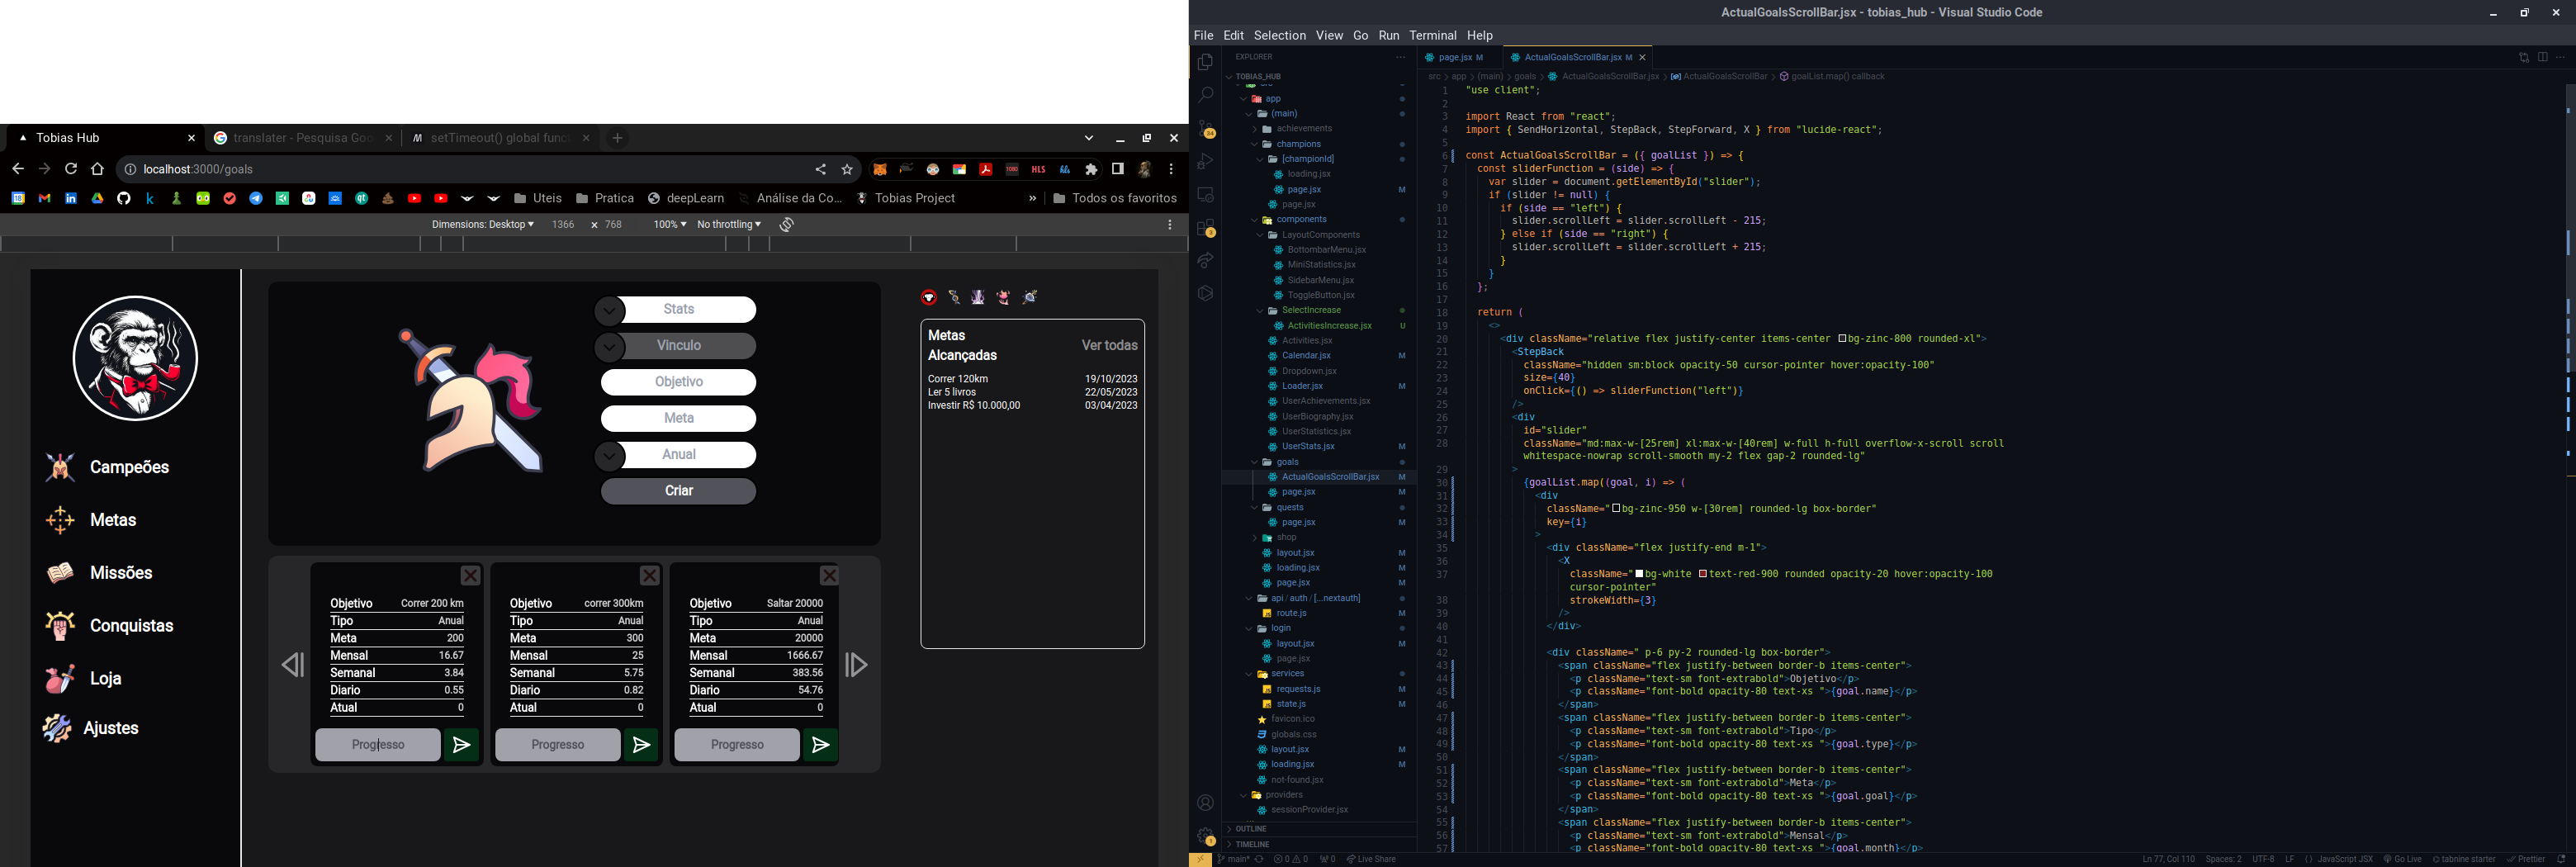 Tobias Hub
translater - Pesquisa Goo
setTimeout() global funct
localhost:3000/goals
Uteis
Pratica
deepLearn
Análise da Co...
Tobias Project
»
Todos os favoritos
Dimensions: Desktop
1366 × 768
100%
No throttling
Campeões
Metas
Missões
Conquistas
Loja
Ajustes
Stats
Vinculo
Objetivo
Meta
Anual
Criar
Metas
Alcançadas
Ver todas
Correr 120km 19/10/2023
Ler 5 livros 22/05/2023
Investir R$ 10.000,00 03/04/2023
Objetivo Correr 200 km
Tipo Anual
Meta 200
Mensal 16.67
Semanal 3.84
Diario 0.55
Atual 0
Progresso
Objetivo correr 300km
Tipo Anual
Meta 300
Mensal 25
Semanal 5.75
Diario 0.82
Atual 0
Progresso
Objetivo Saltar 20000
Tipo Anual
Meta 20000
Mensal 1666.67
Semanal 383.56
Diario 54.76
Atual 0
Progresso
ActualGoalsScrollBar.jsx - tobias_hub - Visual Studio Code
File Edit Selection View Go Run Terminal Help
EXPLORER
TOBIAS_HUB
app
(main)
achievements
champions
[championId]
loading.jsx
page.jsx M
page.jsx
components
LayoutComponents
BottombarMenu.jsx
MiniStatistics.jsx
SidebarMenu.jsx
ToggleButton.jsx
SelectIncrease
ActivitiesIncrease.jsx U
Activities.jsx
Calendar.jsx M
Dropdown.jsx
Loader.jsx M
UserAchievements.jsx
UserBiography.jsx
UserStatistics.jsx
UserStats.jsx M
goals
ActualGoalsScrollBar.jsx M
page.jsx M
quests
page.jsx M
shop
layout.jsx M
loading.jsx M
page.jsx M
api / auth / [...nextauth]
route.js M
login
layout.jsx M
page.jsx
services
requests.js M
state.js M
favicon.ico
globals.css
layout.jsx M
loading.jsx M
not-found.jsx
providers
sessionProvider.jsx
OUTLINE
TIMELINE
page.jsx M
ActualGoalsScrollBar.jsx M
src > app > (main) > goals > ActualGoalsScrollBar.jsx > ActualGoalsScrollBar > goalList.map() callback
1 "use client";
2
3 import React from "react";
4 import { SendHorizontal, StepBack, StepForward, X } from "lucide-react";
5
6 const ActualGoalsScrollBar = ({ goalList }) => {
7 const sliderFunction = (side) => {
8 var slider = document.getElementById("slider");
9 if (slider != null) {
10 if (side == "left") {
11 slider.scrollLeft = slider.scrollLeft - 215;
12 } else if (side == "right") {
13 slider.scrollLeft = slider.scrollLeft + 215;
14 }
15 }
16 };
17
18 return (
19 <>
20 <div className="relative flex justify-center items-center bg-zinc-800 rounded-xl">
21 <StepBack
22 className="hidden sm:block opacity-50 cursor-pointer hover:opacity-100"
23 size={40}
24 onClick={() => sliderFunction("left")}
25 />
26 <div
27 id="slider"
28 className="md:max-w-[25rem] xl:max-w-[40rem] w-full h-full overflow-x-scroll scroll
whitespace-nowrap scroll-smooth my-2 flex gap-2 rounded-lg"
29 >
30 {goalList.map((goal, i) => (
31 <div
32 className="bg-zinc-950 w-[30rem] rounded-lg box-border"
33 key={i}
34 >
35 <div className="flex justify-end m-1">
36 <X
37 className="bg-white text-red-900 rounded opacity-20 hover:opacity-100
cursor-pointer"
38 strokeWidth={3}
39 />
40 </div>
41
42 <div className=" p-6 py-2 rounded-lg box-border">
43 <span className="flex justify-between border-b items-center">
44 <p className="text-sm font-extrabold">Objetivo</p>
45 <p className="font-bold opacity-80 text-xs ">{goal.name}</p>
46 </span>
47 <span className="flex justify-between border-b items-center">
48 <p className="text-sm font-extrabold">Tipo</p>
49 <p className="font-bold opacity-80 text-xs ">{goal.type}</p>
50 </span>
51 <span className="flex justify-between border-b items-center">
52 <p className="text-sm font-extrabold">Meta</p>
53 <p className="font-bold opacity-80 text-xs ">{goal.goal}</p>
54 </span>
55 <span className="flex justify-between border-b items-center">
56 <p className="text-sm font-extrabold">Mensal</p>
57 <p className="font-bold opacity-80 text-xs ">{goal.month}</p>
main* 0 0 0 Live Share
Ln 77, Col 110 Spaces: 2 UTF-8 LF JavaScript JSX Go Live tabnine starter Prettier